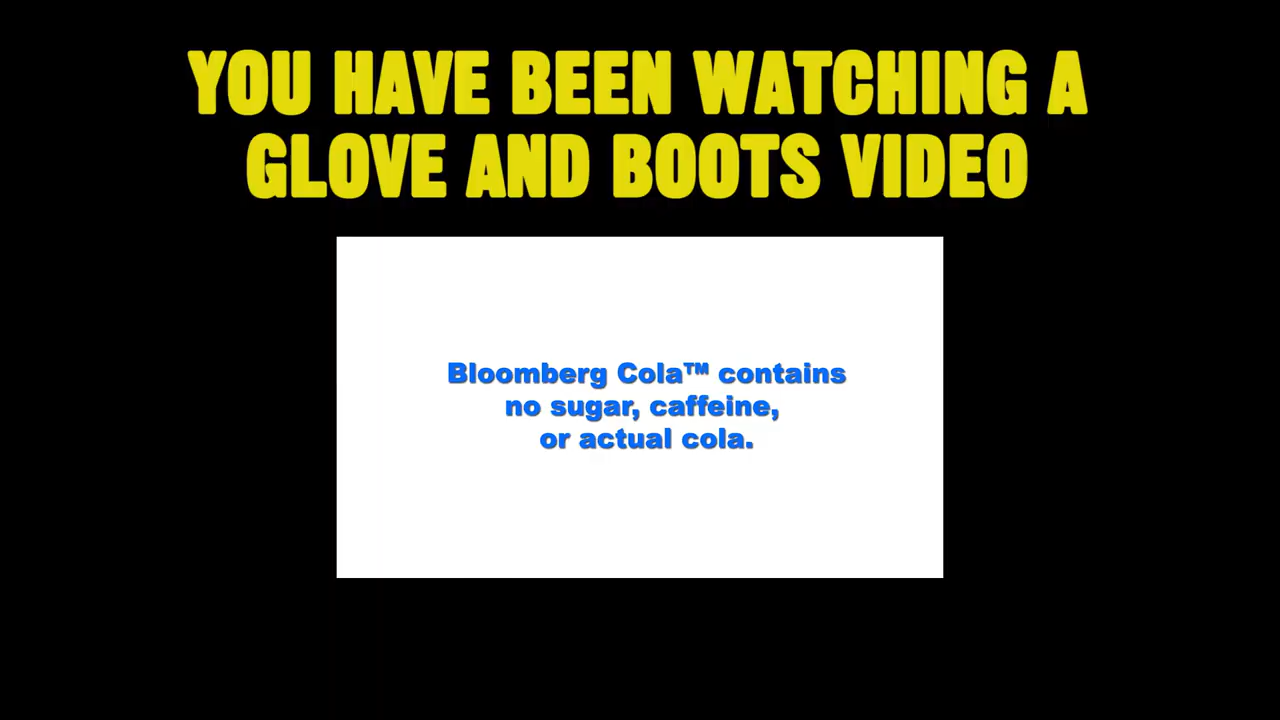 YOU HAVE BEEN WATCHING A
GLOVE AND BOOTS VIDEO
Bloomberg Cola™ contains
no sugar, caffeine,
or actual cola.